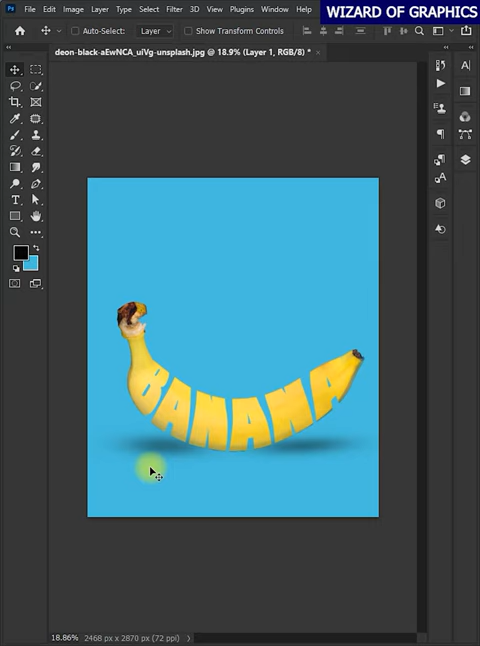 WIZARD OF GRAPHICS
Ps File Edit Image Layer Type Select Filter 3D View Plugins Window Help
Auto-Select: Layer Show Transform Controls
deon-black-aEwNCA_uiVg-unsplash.jpg @ 18.9% (Layer 1, RGB/8) *
BANANA
18.86% 2468 px x 2870 px (72 ppi)